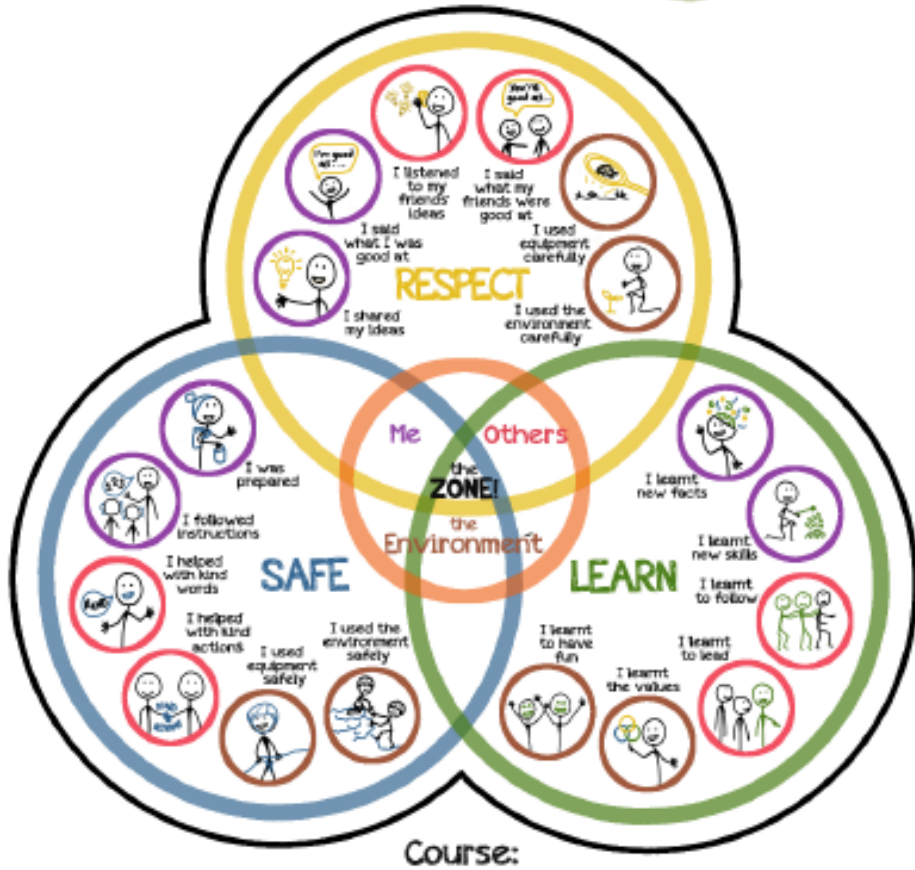 I'm good
at....
You're
good at...
I listened
to my
friends'
ideas
I said
what my
friends were
good at
I said
what I was
good at
I used
equipment
carefully
RESPECT
I shared
my ideas
I used the
environment
carefully
Me
Others
the
ZONE!
the
Environment
I was
prepared
I followed
instructions
I helped
with kind
words
I helped
with kind
actions
SAFE
I used
equipment
safely
I used the
environment
safely
I learnt
new facts
I learnt
new skills
I learnt
to follow
LEARN
I learnt
to lead
I learnt
to have
fun
I learnt
the values
Course: